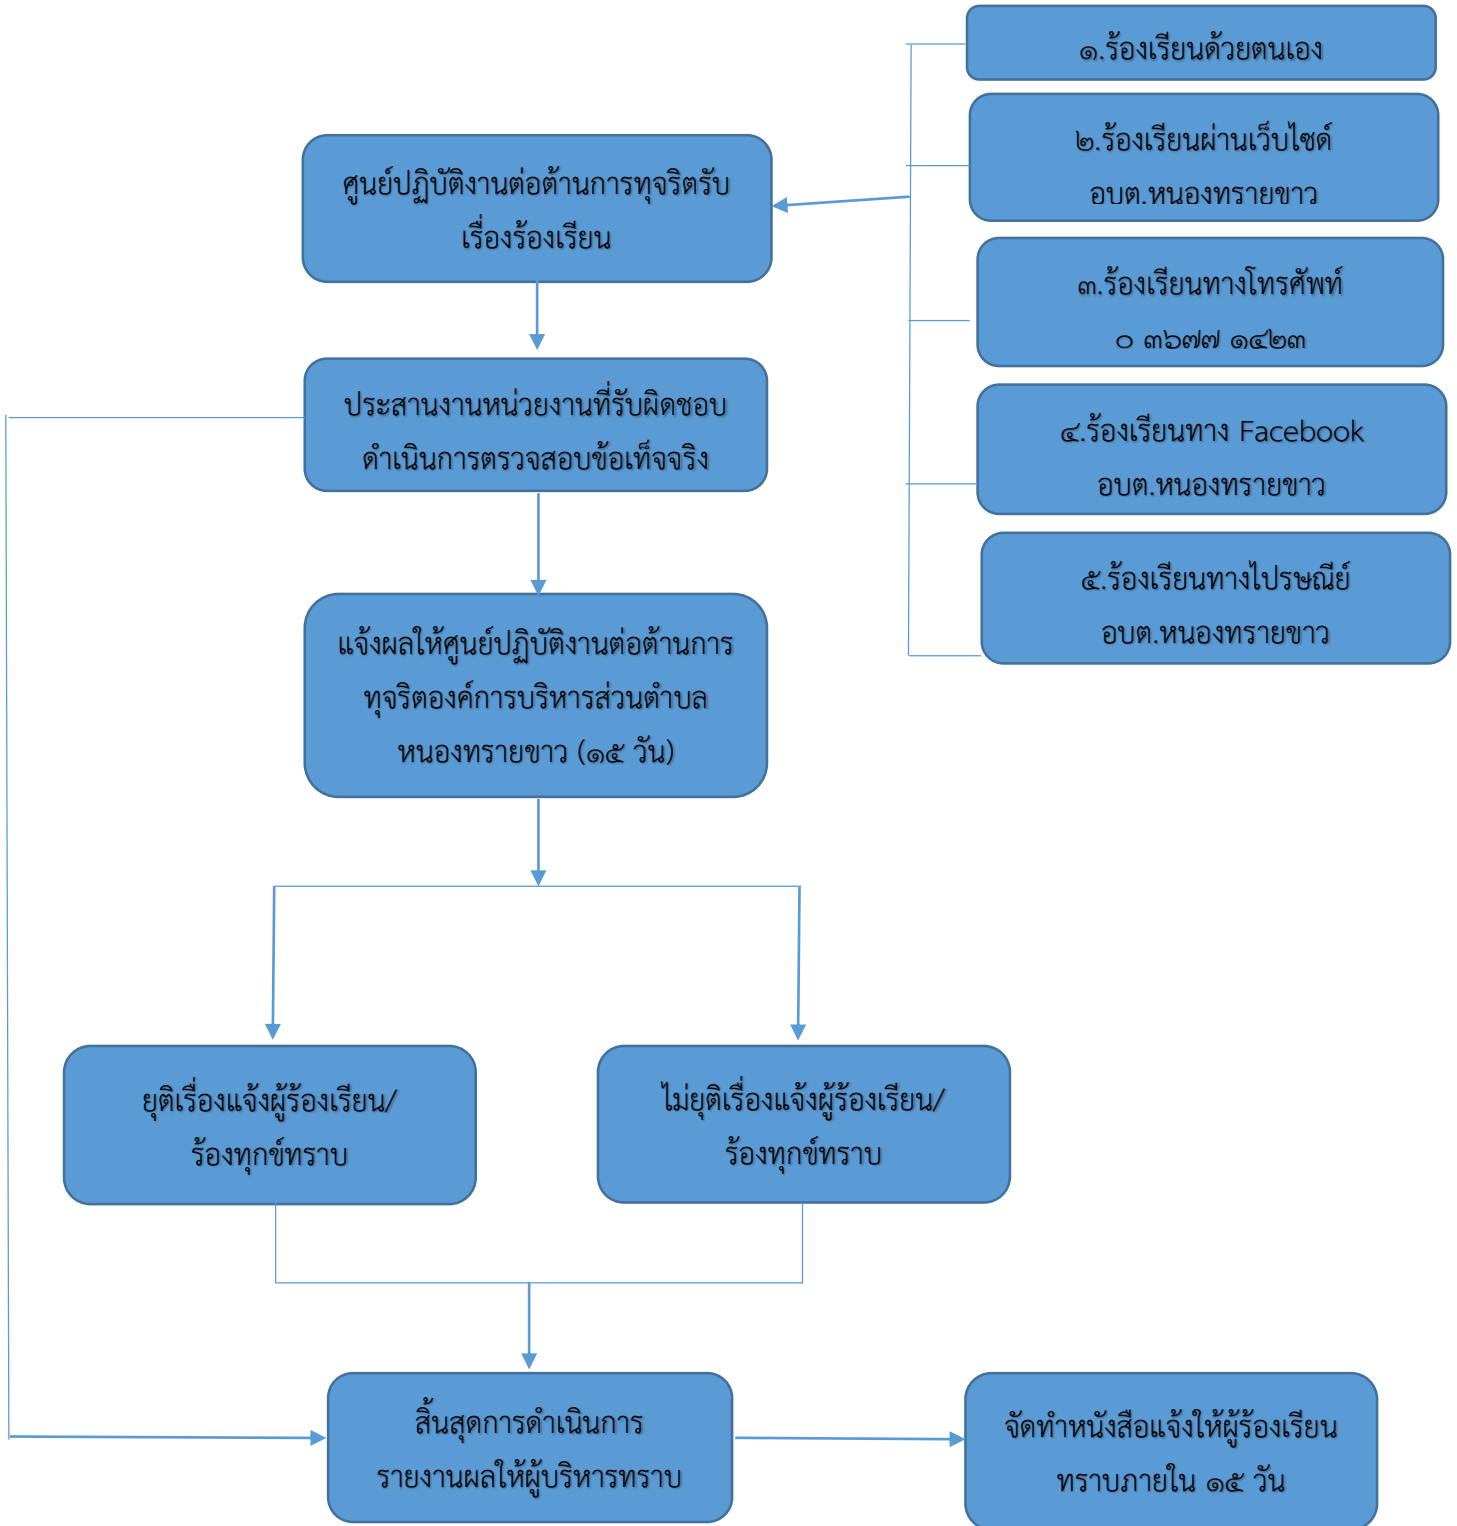 ๑.ร้องเรียนด้วยตนเอง
๒.ร้องเรียนผ่านเว็บไซด์
อบต.หนองทรายขาว
ศูนย์ปฏิบัติงานต่อต้านการทุจริตรับ
เรื่องร้องเรียน
๓.ร้องเรียนทางโทรศัพท์
๐ ๓๖๗๗ ๑๔๒๓
ประสานงานหน่วยงานที่รับผิดชอบ
ดำเนินการตรวจสอบข้อเท็จจริง
๔.ร้องเรียนทาง Facebook
อบต.หนองทรายขาว
๕.ร้องเรียนทางไปรษณีย์
อบต.หนองทรายขาว
แจ้งผลให้ศูนย์ปฏิบัติงานต่อต้านการ
ทุจริตองค์การบริหารส่วนตำบล
หนองทรายขาว (๑๕ วัน)
ยุติเรื่องแจ้งผู้ร้องเรียน/
ร้องทุกข์ทราบ
ไม่ยุติเรื่องแจ้งผู้ร้องเรียน/
ร้องทุกข์ทราบ
สิ้นสุดการดำเนินการ
รายงานผลให้ผู้บริหารทราบ
จัดทำหนังสือแจ้งให้ผู้ร้องเรียน
ทราบภายใน ๑๕ วัน